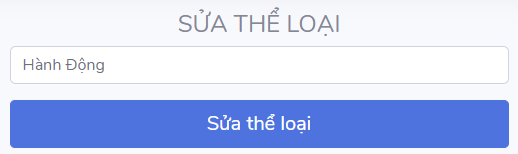 SỬA THỂ LOẠI
Hành Động
Sửa thể loại